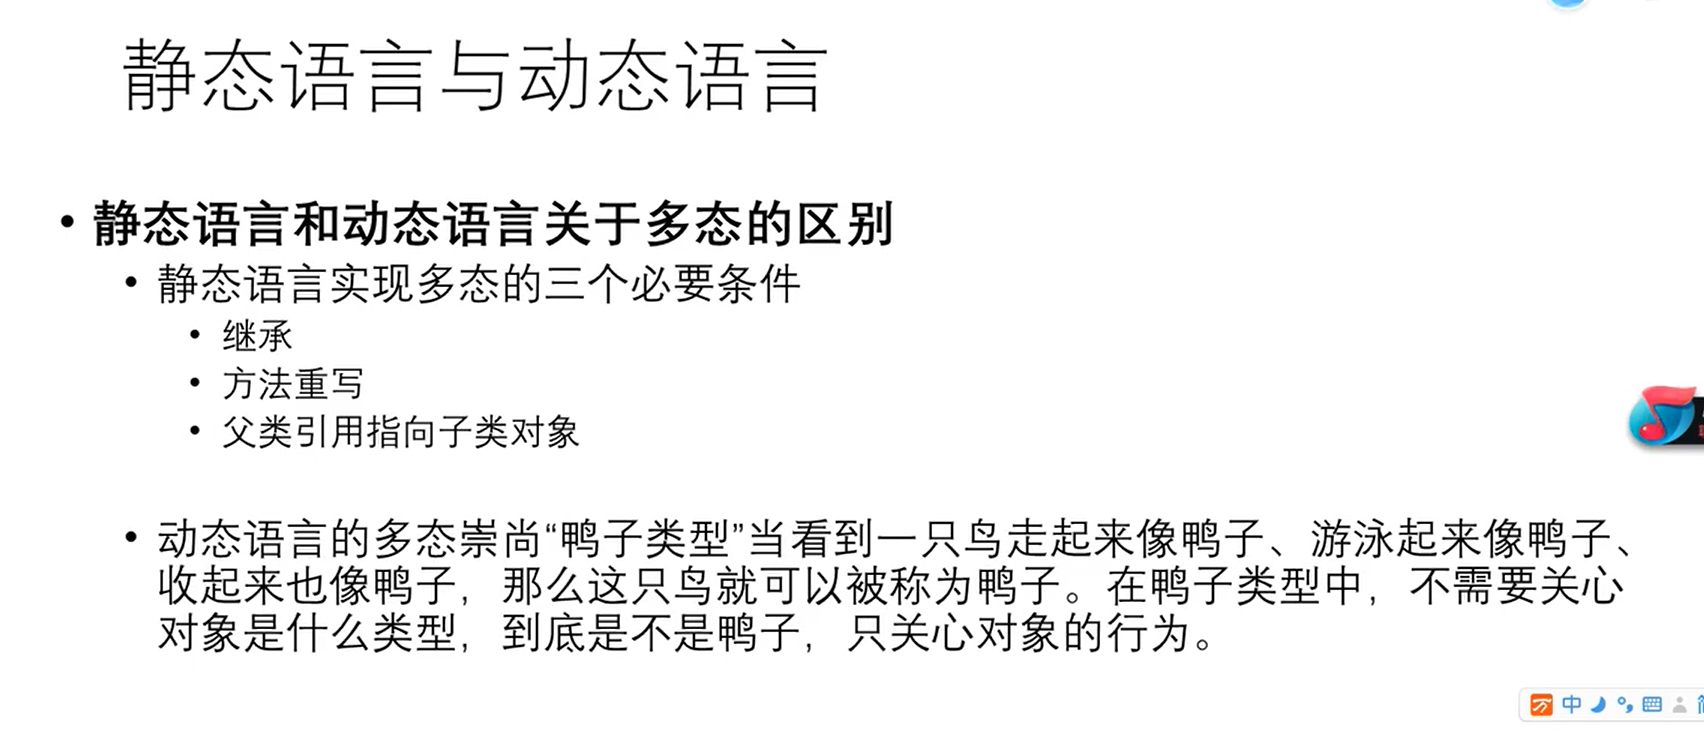 静态语言与动态语言
• 静态语言和动态语言关于多态的区别
• 静态语言实现多态的三个必要条件
• 继承
• 方法重写
• 父类引用指向子类对象
• 动态语言的多态崇尚“鸭子类型”当看到一只鸟走起来像鸭子、游泳起来像鸭子、
收起来也像鸭子，那么这只鸟就可以被称为鸭子。在鸭子类型中，不需要关心
对象是什么类型，到底是不是鸭子，只关心对象的行为。
中